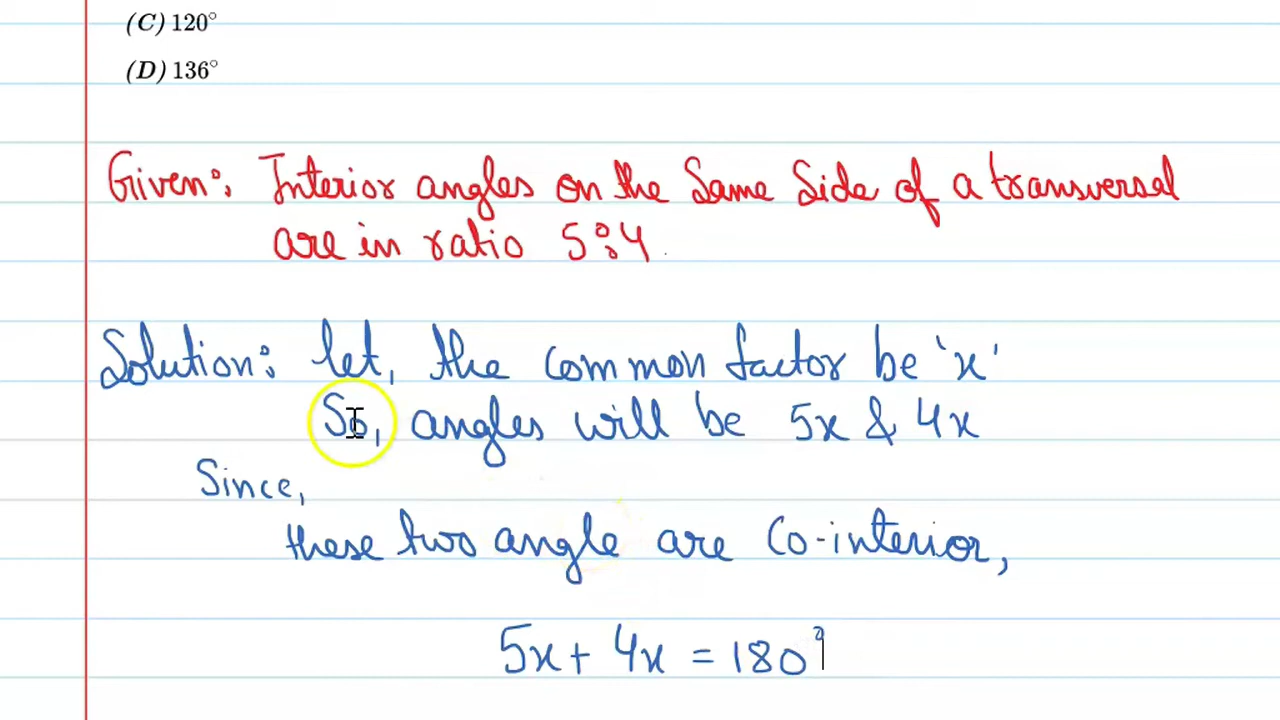 (C) 120°
(D) 136°
Given: Interior angles on the Same Side of a transversal
are in ratio 5:4
Solution: let, the common factor be 'x'
So, angles will be 5x & 4x
Since,
these two angle are Co-interior,
5x + 4x = 180°